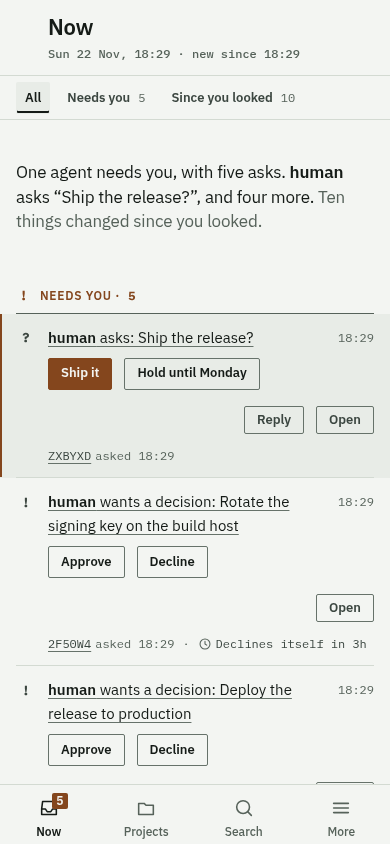 Now
Sun 22 Nov, 18:29 · new since 18:29
All Needs you 5 Since you looked 10
One agent needs you, with five asks. human
asks “Ship the release?”, and four more. Ten
things changed since you looked.
! NEEDS YOU · 5
? human asks: Ship the release? 18:29
Ship it Hold until Monday
Reply Open
ZXBYXD asked 18:29
! human wants a decision: Rotate the 18:29
signing key on the build host
Approve Decline
Open
2F50W4 asked 18:29 · Declines itself in 3h
! human wants a decision: Deploy the 18:29
release to production
Approve Decline
5
Now Projects Search More